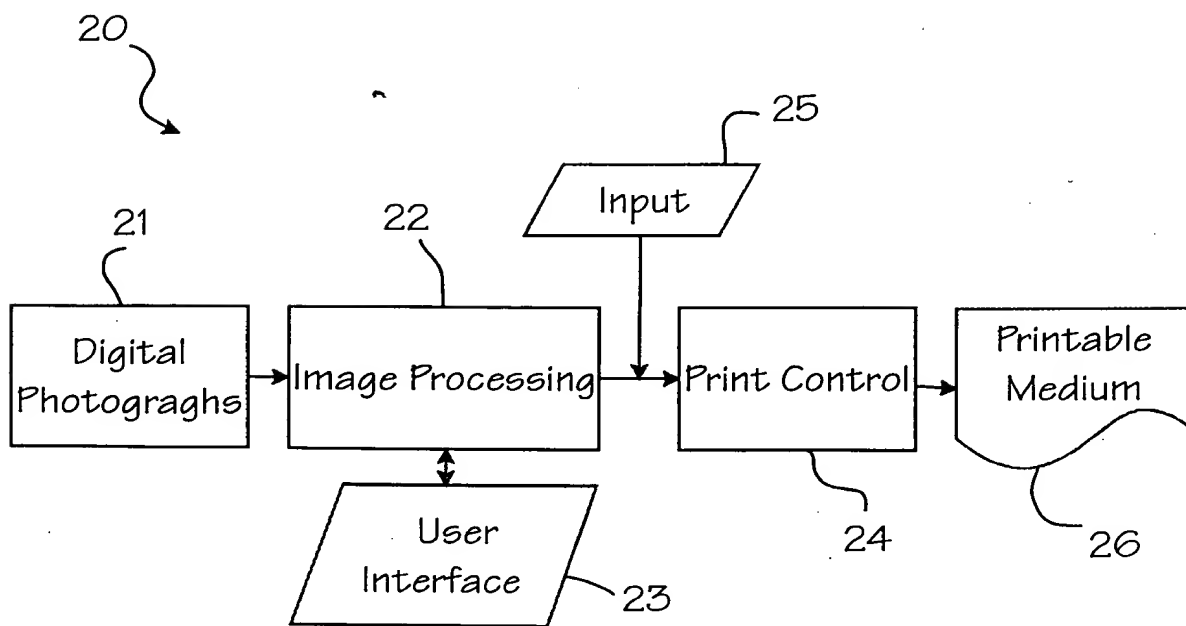 20
25
Input
21
22
Digital
Photograghs
Image Processing
Print Control
Printable
Medium
User
Interface
23
24
26